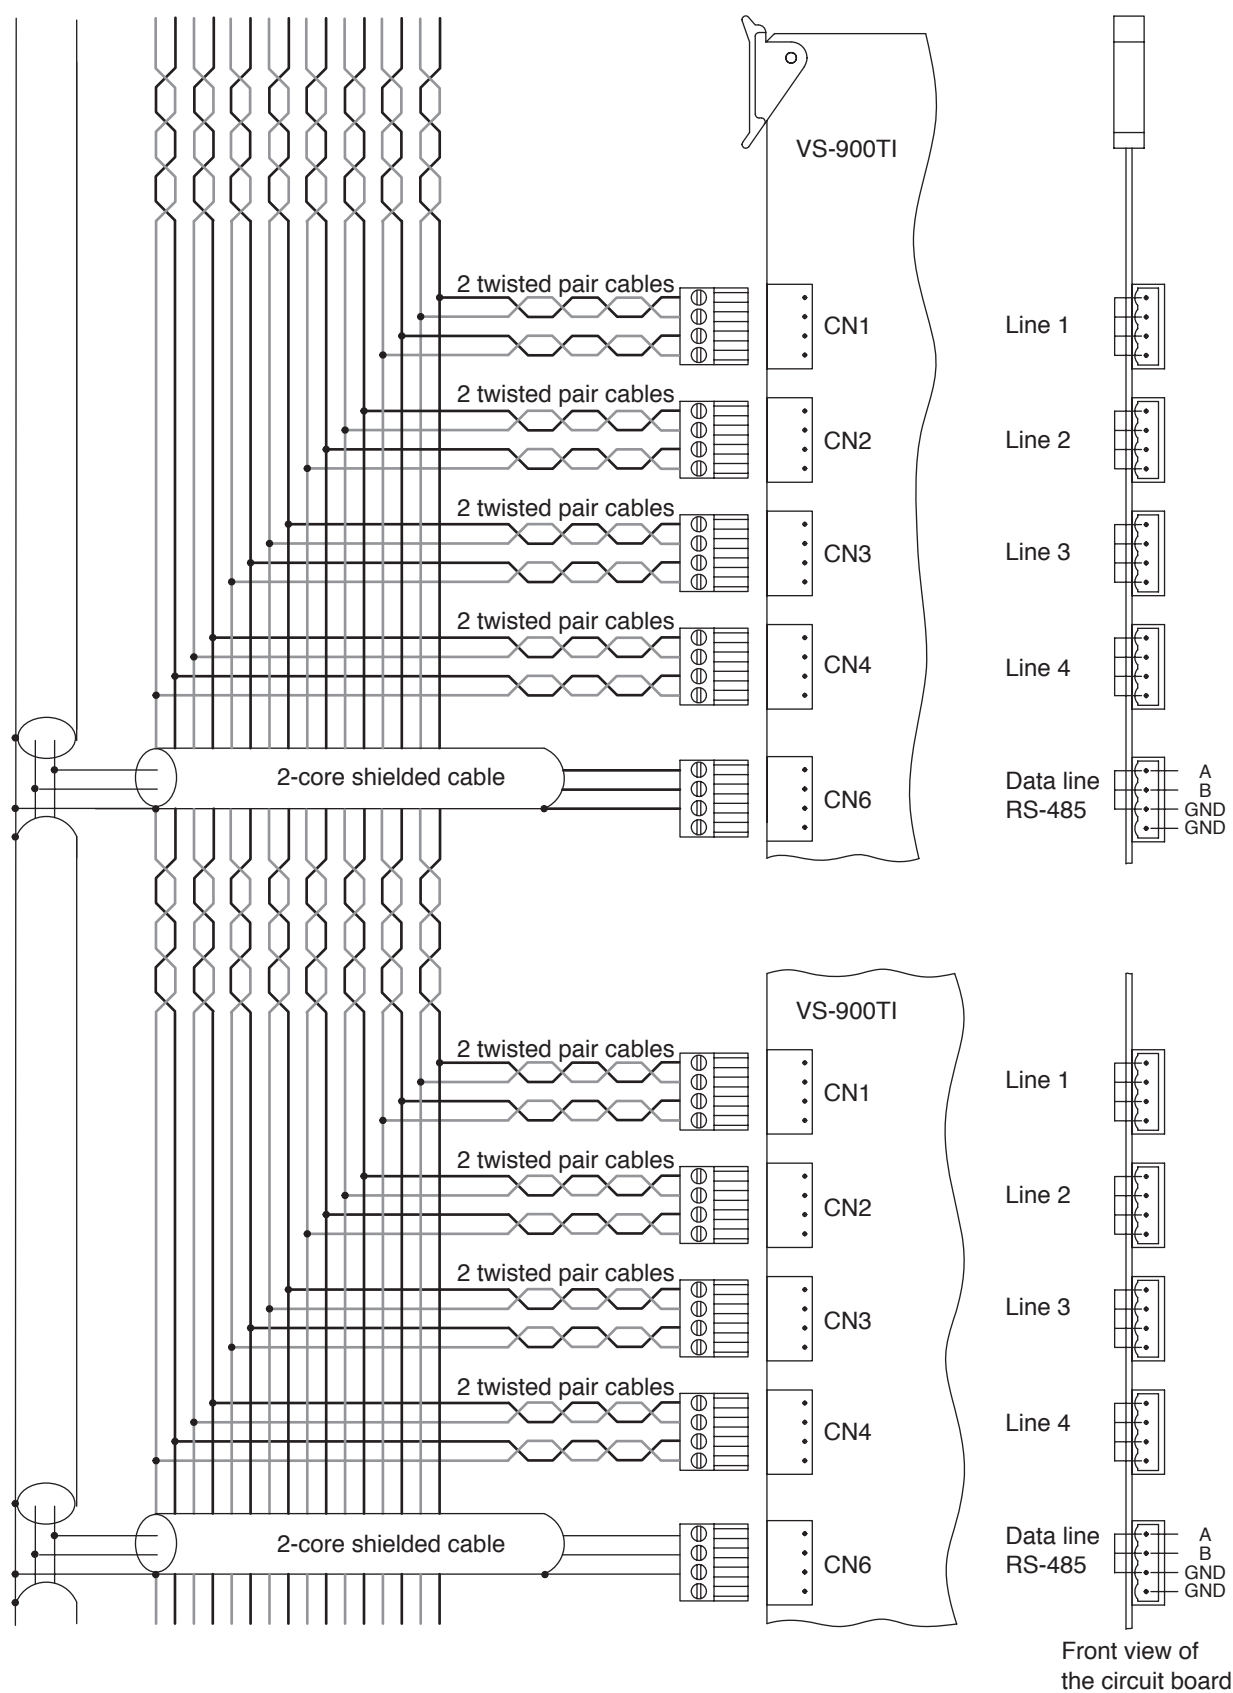 VS-900TI
2 twisted pair cables
CN1
Line 1
2 twisted pair cables
CN2
Line 2
2 twisted pair cables
CN3
Line 3
2 twisted pair cables
CN4
Line 4
2-core shielded cable
CN6
Data line
RS-485
A
B
GND
GND
VS-900TI
2 twisted pair cables
CN1
Line 1
2 twisted pair cables
CN2
Line 2
2 twisted pair cables
CN3
Line 3
2 twisted pair cables
CN4
Line 4
2-core shielded cable
CN6
Data line
RS-485
A
B
GND
GND
Front view of
the circuit board